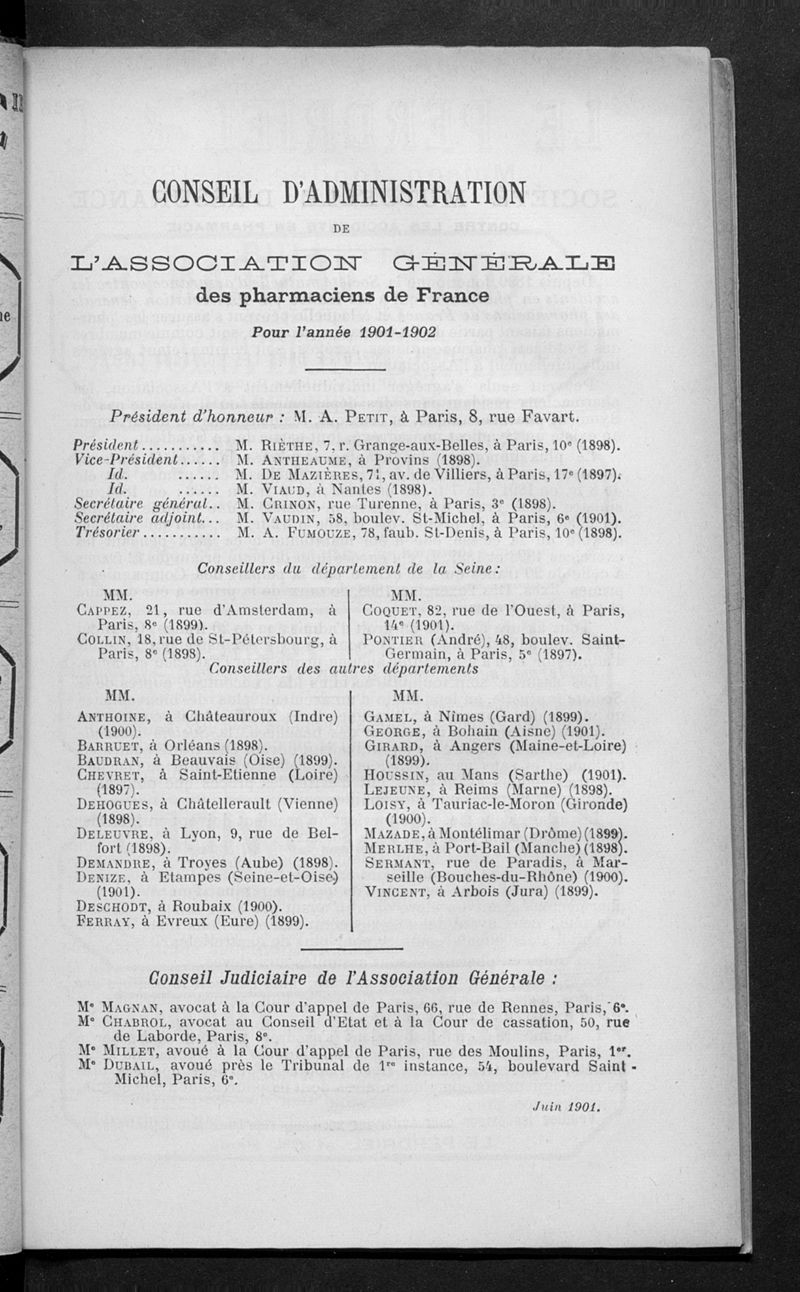 CONSEIL D'ADMINISTRATION
DE
L'ASSOCIATION GÉNÉRALE
des pharmaciens de France
Pour l'année 1901-1902
Président d'honneur : M. A. PETIT, à Paris, 8, rue Favart.
Président........... M. RIÈTHE, 7, r. Grange-aux-Belles, à Paris, 10e (1898).
Vice-Président...... M. ANTHEAUME, à Provins (1898).
Id. ...... M. DE MAZIÈRES, 71, av. de Villiers, à Paris, 17e (1897).
Id. ...... M. VIAUD, à Nantes (1898).
Secrétaire général.. M. CRINON, rue Turenne, à Paris, 3e (1898).
Secrétaire adjoint... M. VAUDIN, 58, boulev. St-Michel, à Paris, 6e (1901).
Trésorier........... M. A. FUMOUZE, 78, faub. St-Denis, à Paris, 10e (1898).
Conseillers du département de la Seine :
MM.
CAPPEZ, 21, rue d'Amsterdam, à
Paris, 8e (1899).
COLLIN, 18, rue de St-Pétersbourg, à
Paris, 8e (1898).
MM.
COQUET, 82, rue de l'Ouest, à Paris,
14e (1901).
PONTIER (André), 48, boulev. Saint-
Germain, à Paris, 5e (1897).
Conseillers des autres départements
MM.
ANTHOINE, à Châteauroux (Indre)
(1900).
BARRUET, à Orléans (1898).
BAUDRAN, à Beauvais (Oise) (1899).
CHEVRET, à Saint-Etienne (Loire)
(1897).
DEHOGUES, à Châtellerault (Vienne)
(1898).
DELEUVRE, à Lyon, 9, rue de Bel-
fort (1898).
DEMANDRE, à Troyes (Aube) (1898).
DENIZE, à Etampes (Seine-et-Oise)
(1901).
DESCHODT, à Roubaix (1900).
FERRAY, à Evreux (Eure) (1899).
MM.
GAMEL, à Nîmes (Gard) (1899).
GEORGE, à Bohain (Aisne) (1901).
GIRARD, à Angers (Maine-et-Loire)
(1899).
HOUSSIN, au Mans (Sarthe) (1901).
LEJEUNE, à Reims (Marne) (1898).
LOISY, à Tauriac-le-Moron (Gironde)
(1900).
MAZADE, à Montélimar (Drôme) (1899).
MERLHE, à Port-Bail (Manche) (1898).
SERMANT, rue de Paradis, à Mar-
seille (Bouches-du-Rhône) (1900).
VINCENT, à Arbois (Jura) (1899).
Conseil Judiciaire de l'Association Générale :
Me MAGNAN, avocat à la Cour d'appel de Paris, 66, rue de Rennes, Paris, 6e.
Me CHABROL, avocat au Conseil d'Etat et à la Cour de cassation, 50, rue
de Laborde, Paris, 8e.
Me MILLET, avoué à la Cour d'appel de Paris, rue des Moulins, Paris, 1er.
Me DUBAIL, avoué près le Tribunal de 1re instance, 54, boulevard Saint-
Michel, Paris, 6e.
Juin 1901.